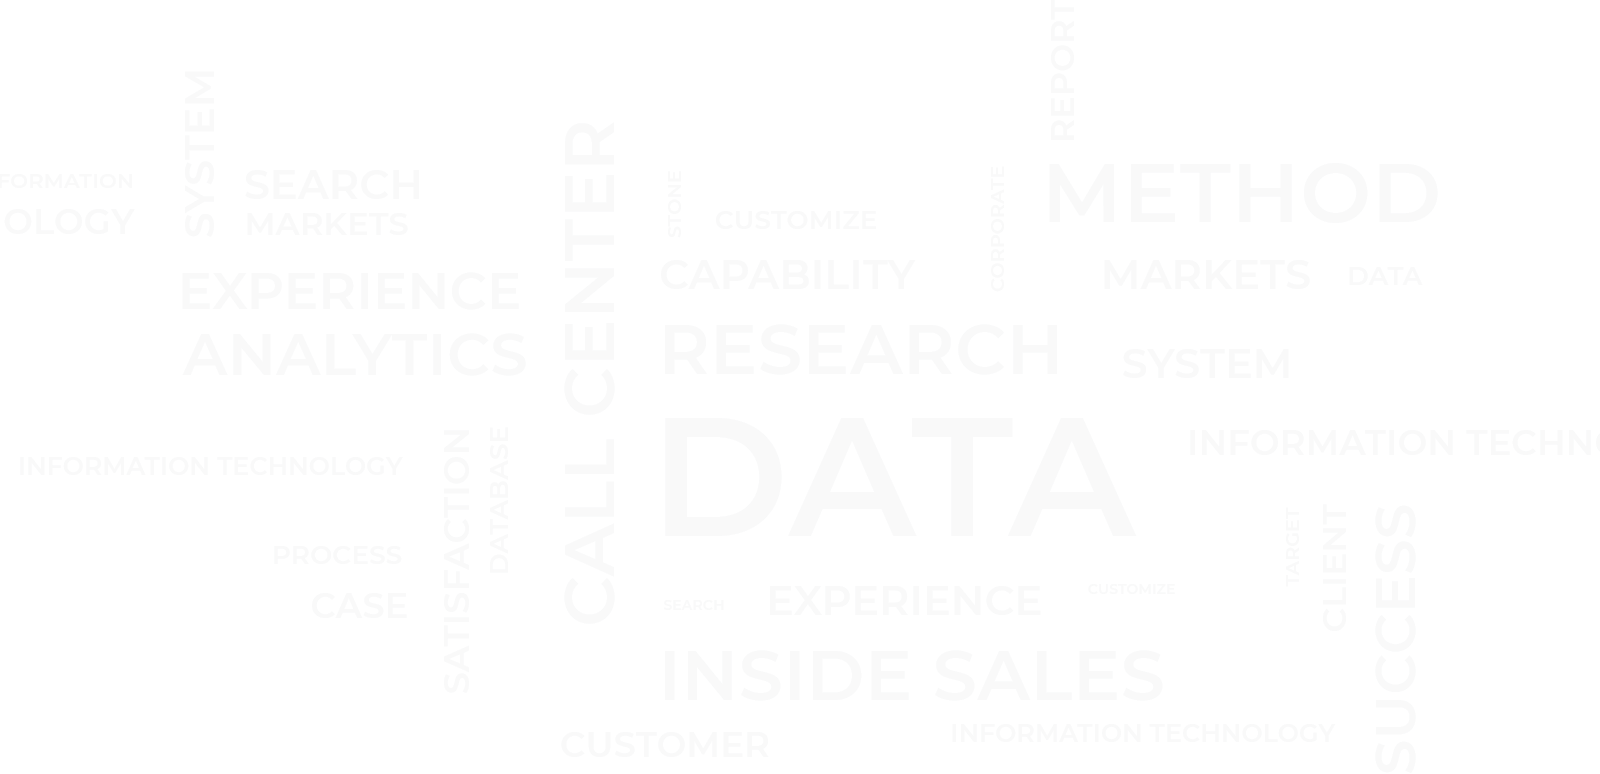 REPORT
SYSTEM
FORMATION
OLOGY
SEARCH
MARKETS
EXPERIENCE
ANALYTICS
CALL CENTER
STONE
CUSTOMIZE
CORPORATE
METHOD
CAPABILITY
MARKETS
DATA
RESEARCH
SYSTEM
DATA
INFORMATION TECHNO
INFORMATION TECHNOLOGY
SATISFACTION
DATABASE
PROCESS
CASE
SEARCH
EXPERIENCE
CUSTOMIZE
TARGET
CLIENT
SUCCESS
INSIDE SALES
CUSTOMER
INFORMATION TECHNOLOGY